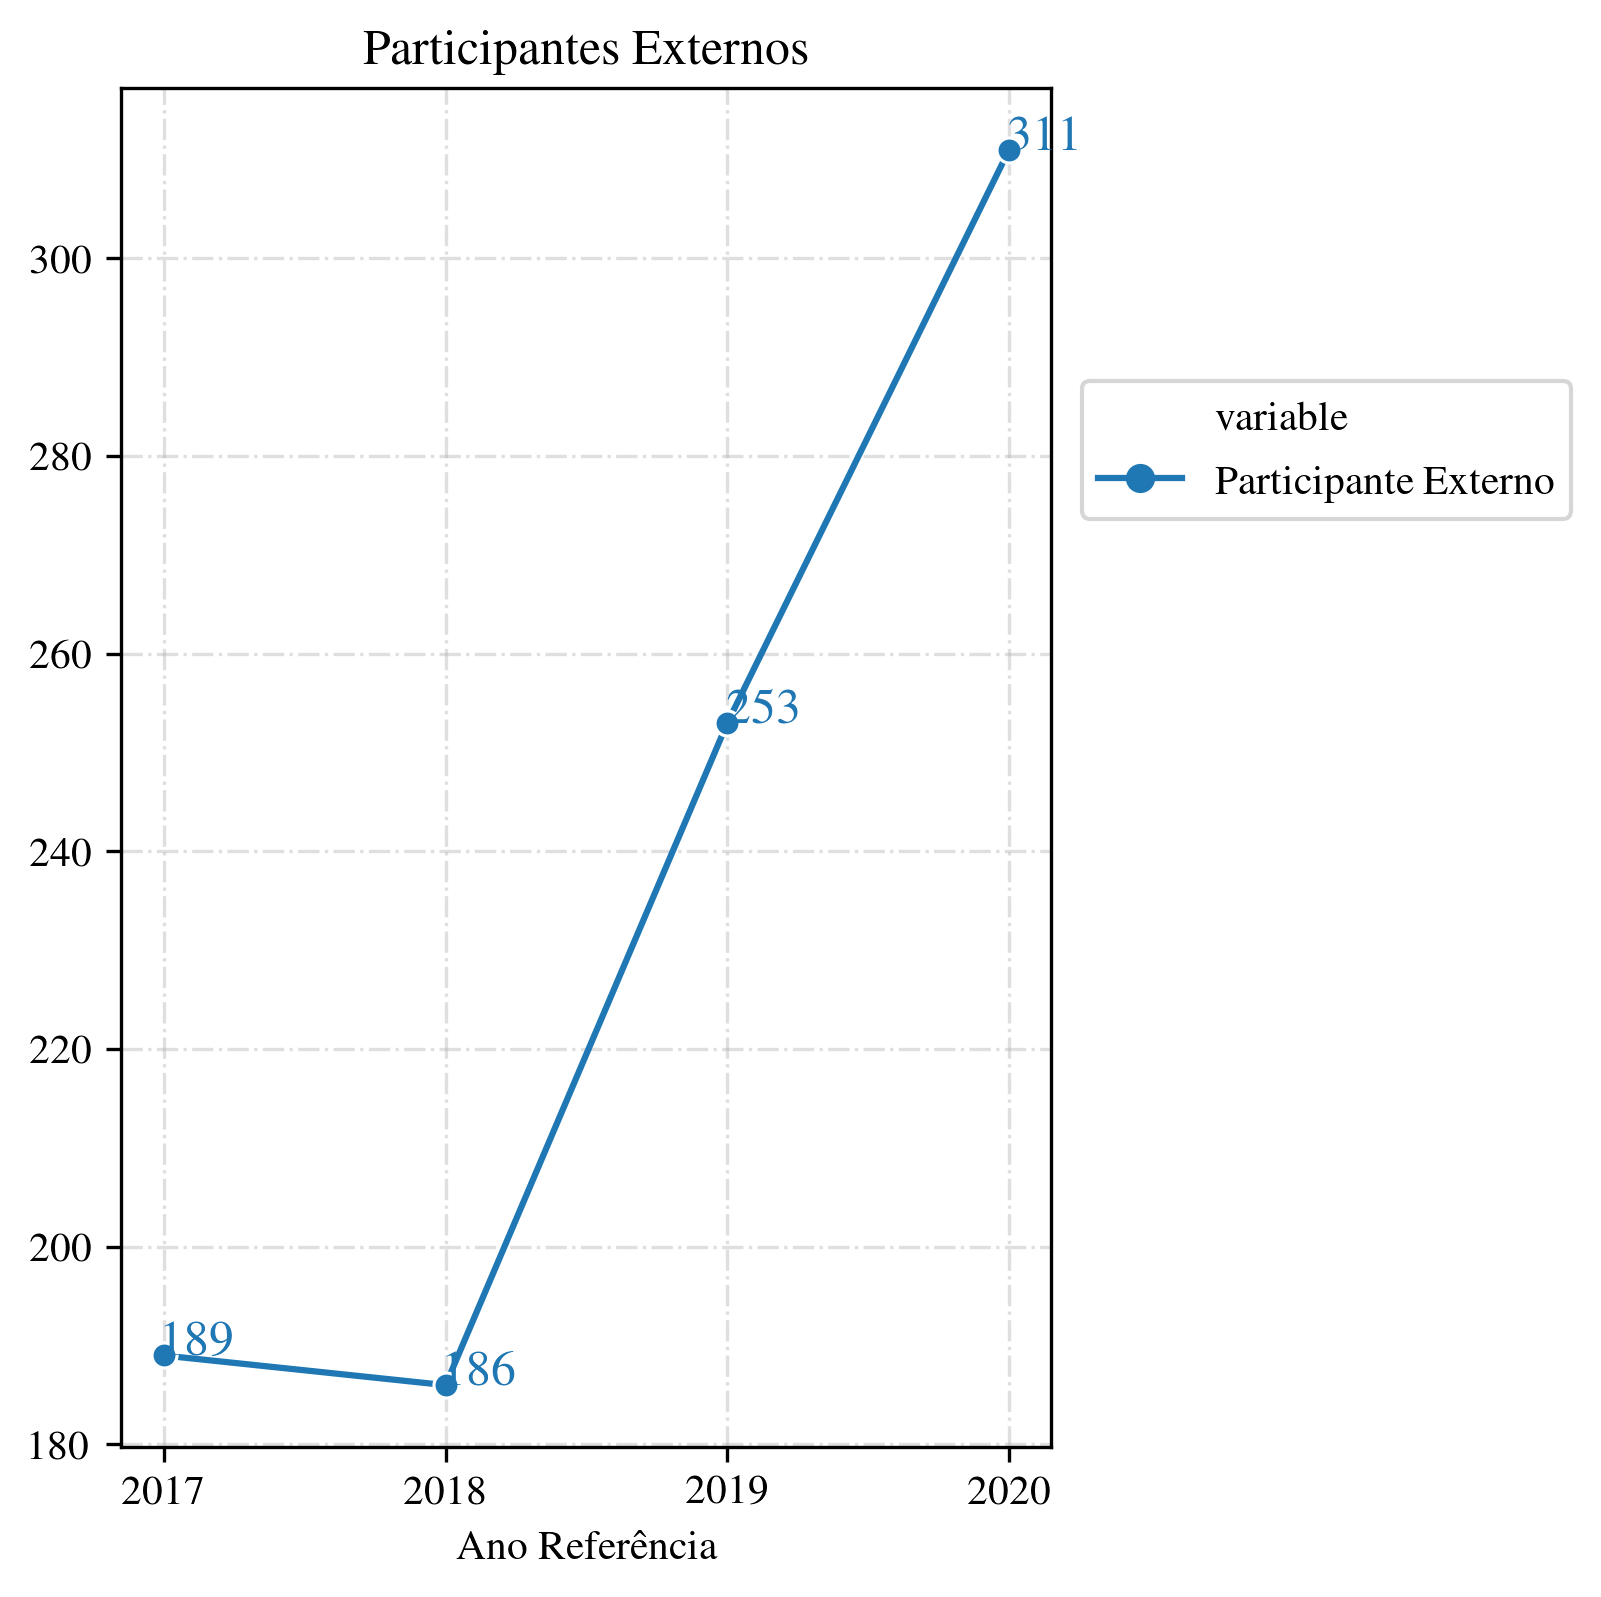 Participantes Externos
311
300
variable
280
Participante Externo
260
253
240
220
200
189
186
180
2017 2018 2019 2020
Ano Referência